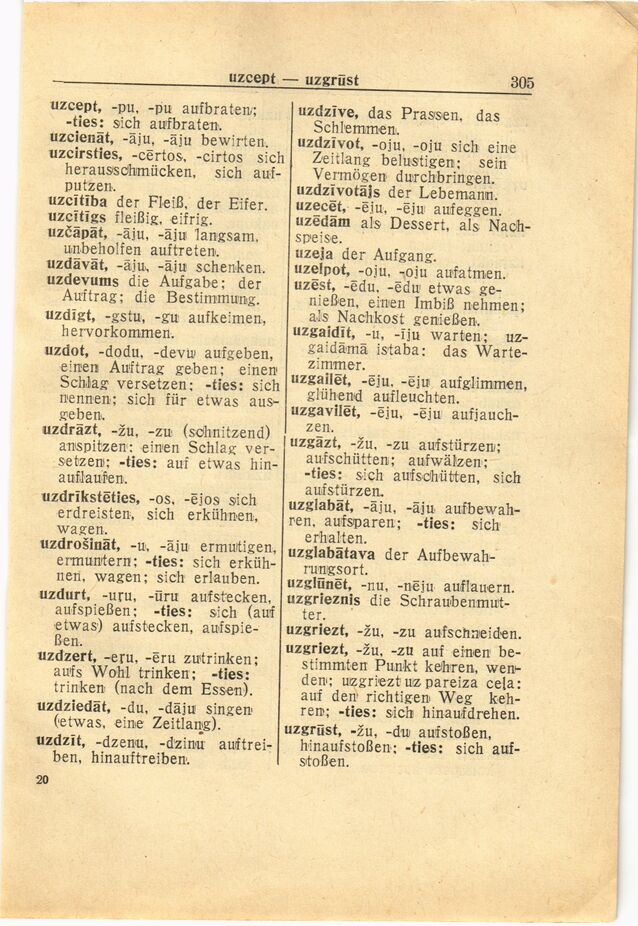 uzcept — uzgrūst 305
uzcept, -pu, -pu aufbraten;
-ties: sich aufbraten.
uzcienāt, -āju, -āju bewirten.
uzcirsties, -cērtos, -cirtos sich
herausschmücken, sich auf-
putzen.
uzcītība der Fleiß, der Eifer.
uzcītīgs fleißig, eifrig.
uzčāpāt, -āju, -āju langsam,
unbeholfen auftreten.
uzdāvāt, -āju, -āju schenken.
uzdevums die Aufgabe; der
Auftrag; die Bestimmung.
uzdīgt, -gstu, -gu aufkeimen,
hervorkommen.
uzdot, -dodu, -devu aufgeben,
einen Auftrag geben; einen
Schlag versetzen; -ties: sich
nennen; sich für etwas aus-
geben.
uzdrāzt, -žu, -zu (schnitzend)
anspitzen; einen Schlag ver-
setzen; -ties: auf etwas hin-
auflaufen.
uzdrīkstēties, -os, -ējos sich
erdreisten, sich erkühnen,
wagen.
uzdrošināt, -u, -āju ermutigen,
ermuntern; -ties: sich erküh-
nen, wagen; sich erlauben.
uzdurt, -uru, -ūru aufstecken,
aufspießen; -ties: sich (auf
etwas) aufstecken, aufspie-
ßen.
uzdzert, -eru, -ēru zutrinken;
aufs Wohl trinken; -ties:
trinken (nach dem Essen).
uzdziedāt, -du, -dāju singen
(etwas, eine Zeitlang).
uzdzīt, -dzenu, -dzinu auftrei-
ben, hinauftreiben.
20
uzdzīve, das Prassen, das
Schlemmen.
uzdzīvot, -oju, -oju sich eine
Zeitlang belustigen; sein
Vermögen durchbringen.
uzdzīvotājs der Lebemann.
uzecēt, -ēju, -ēju aufeggen.
uzēdām als Dessert, als Nach-
speise.
uzeja der Aufgang.
uzelpot, -oju, -oju aufatmen.
uzēst, -ēdu, -ēdu etwas ge-
nießen, einen Imbiß nehmen;
als Nachkost genießen.
uzgaidīt, -u, -īju warten; uz-
gaidāmā istaba: das Warte-
zimmer.
uzgailēt, -ēju, -ēju aufglimmen,
glühend aufleuchten.
uzgavilēt, -ēju, -ēju aufjauch-
zen.
uzgāzt, -žu, -zu aufstürzen;
aufschütten; aufwälzen;
-ties: sich aufschütten, sich
aufstürzen.
uzglabāt, -āju, -āju aufbewah-
ren, aufsparen; -ties: sich
erhalten.
uzglabātava der Aufbewah-
rungsort.
uzglūnēt, -nu, -nēju auflauern.
uzgrieznis die Schraubenmut-
ter.
uzgriezt, -žu, -zu aufschneiden.
uzgriezt, -žu, -zu auf einen be-
stimmten Punkt kehren, wen-
den; uzgriezt uz pareiza ceļa:
auf den richtigen Weg keh-
ren; -ties: sich hinaufdrehen.
uzgrūst, -žu, -du aufstoßen,
hinaufstoßen; -ties: sich auf-
stoßen.